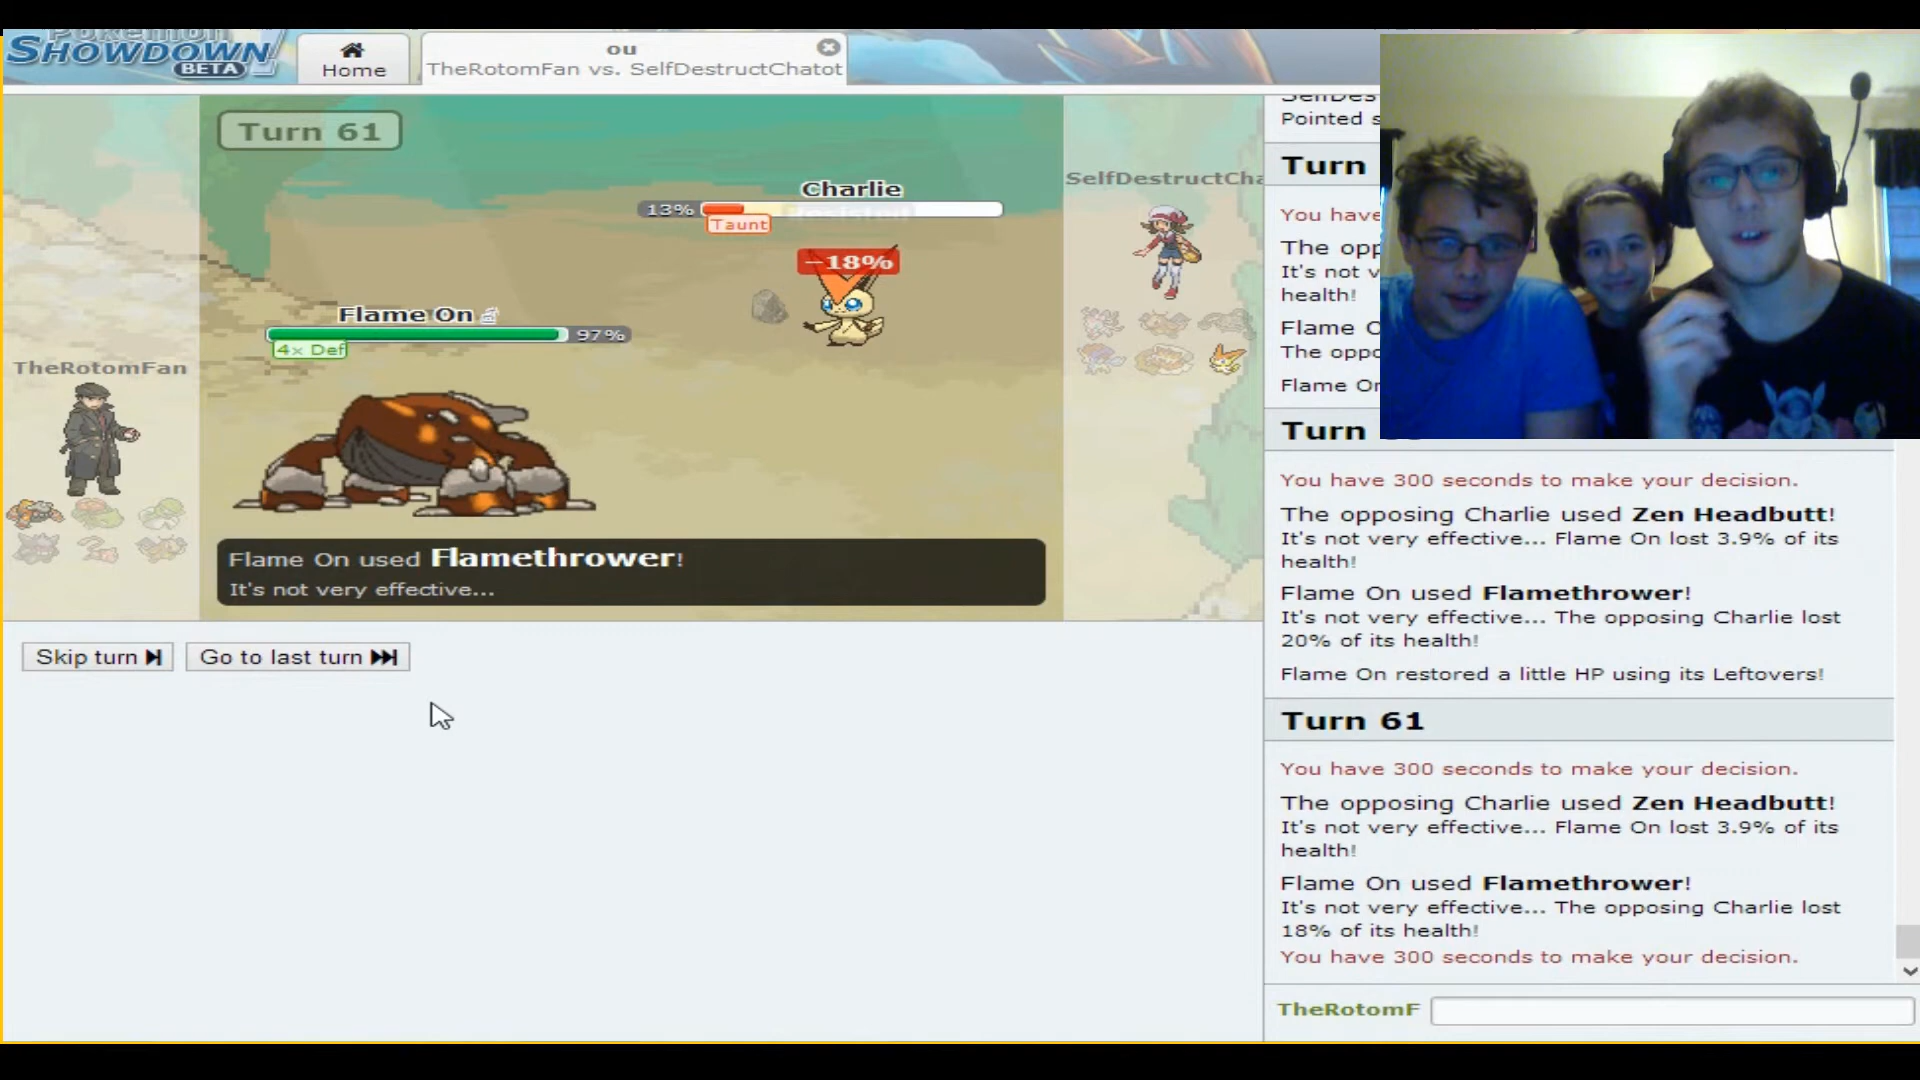 Pokémon
SHOWDOWN
BETA
Home
ou
TheRotomFan vs. SelfDestructChatot
Turn 61
Charlie
13%
Taunt
−18%
Flame On
97%
4x Def
TheRotomFan
SelfDestructCha
Flame On used Flamethrower!
It's not very effective...
Skip turn
Go to last turn
SelfDes
Pointed s
Turn
You have
The opp
It's not v
health!
Flame O
The oppo
Flame On
Turn
You have 300 seconds to make your decision.
The opposing Charlie used Zen Headbutt!
It's not very effective... Flame On lost 3.9% of its
health!
Flame On used Flamethrower!
It's not very effective... The opposing Charlie lost
20% of its health!
Flame On restored a little HP using its Leftovers!
Turn 61
You have 300 seconds to make your decision.
The opposing Charlie used Zen Headbutt!
It's not very effective... Flame On lost 3.9% of its
health!
Flame On used Flamethrower!
It's not very effective... The opposing Charlie lost
18% of its health!
You have 300 seconds to make your decision.
TheRotomF